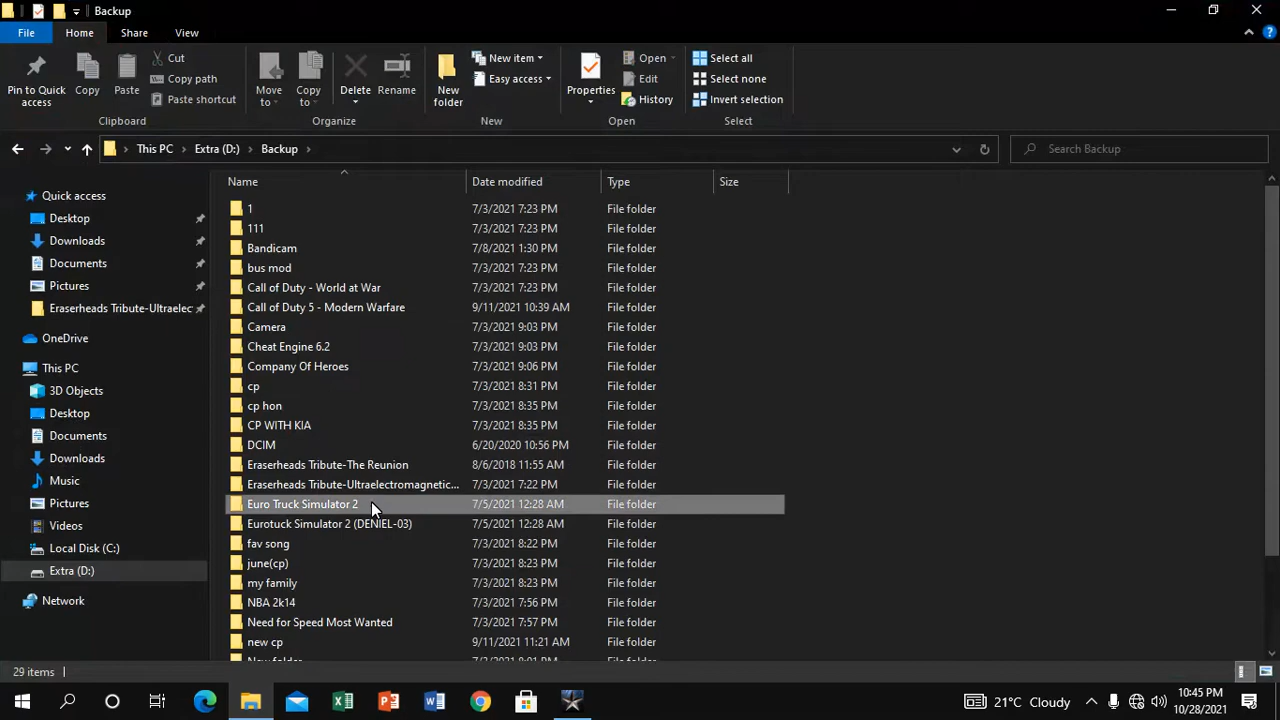 Backup
File Home Share View
Pin to Quick access
Copy
Paste
Cut
Copy path
Paste shortcut
Clipboard
Move to
Copy to
Delete
Rename
Organize
New folder
New item
Easy access
New
Properties
Open
Edit
History
Open
Select all
Select none
Invert selection
Select
This PC Extra (D:) Backup
Search Backup
Name Date modified Type Size
Quick access
Desktop
Downloads
Documents
Pictures
Eraserheads Tribute-Ultraelec
OneDrive
This PC
3D Objects
Desktop
Documents
Downloads
Music
Pictures
Videos
Local Disk (C:)
Extra (D:)
Network
1 7/3/2021 7:23 PM File folder
111 7/3/2021 7:23 PM File folder
Bandicam 7/8/2021 1:30 PM File folder
bus mod 7/3/2021 7:23 PM File folder
Call of Duty - World at War 7/3/2021 7:23 PM File folder
Call of Duty 5 - Modern Warfare 9/11/2021 10:39 AM File folder
Camera 7/3/2021 9:03 PM File folder
Cheat Engine 6.2 7/3/2021 9:03 PM File folder
Company Of Heroes 7/3/2021 9:06 PM File folder
cp 7/3/2021 8:31 PM File folder
cp hon 7/3/2021 8:35 PM File folder
CP WITH KIA 7/3/2021 8:35 PM File folder
DCIM 6/20/2020 10:56 PM File folder
Eraserheads Tribute-The Reunion 8/6/2018 11:55 AM File folder
Eraserheads Tribute-Ultraelectromagnetic... 7/3/2021 7:22 PM File folder
Euro Truck Simulator 2 7/5/2021 12:28 AM File folder
Eurotuck Simulator 2 (DENIEL-03) 7/5/2021 12:28 AM File folder
fav song 7/3/2021 8:22 PM File folder
june(cp) 7/3/2021 8:23 PM File folder
my family 7/3/2021 8:23 PM File folder
NBA 2k14 7/3/2021 7:56 PM File folder
Need for Speed Most Wanted 7/3/2021 7:57 PM File folder
new cp 9/11/2021 11:21 AM File folder
New folder 7/3/2021 8:01 PM File folder
29 items
21°C Cloudy
10:45 PM
10/28/2021